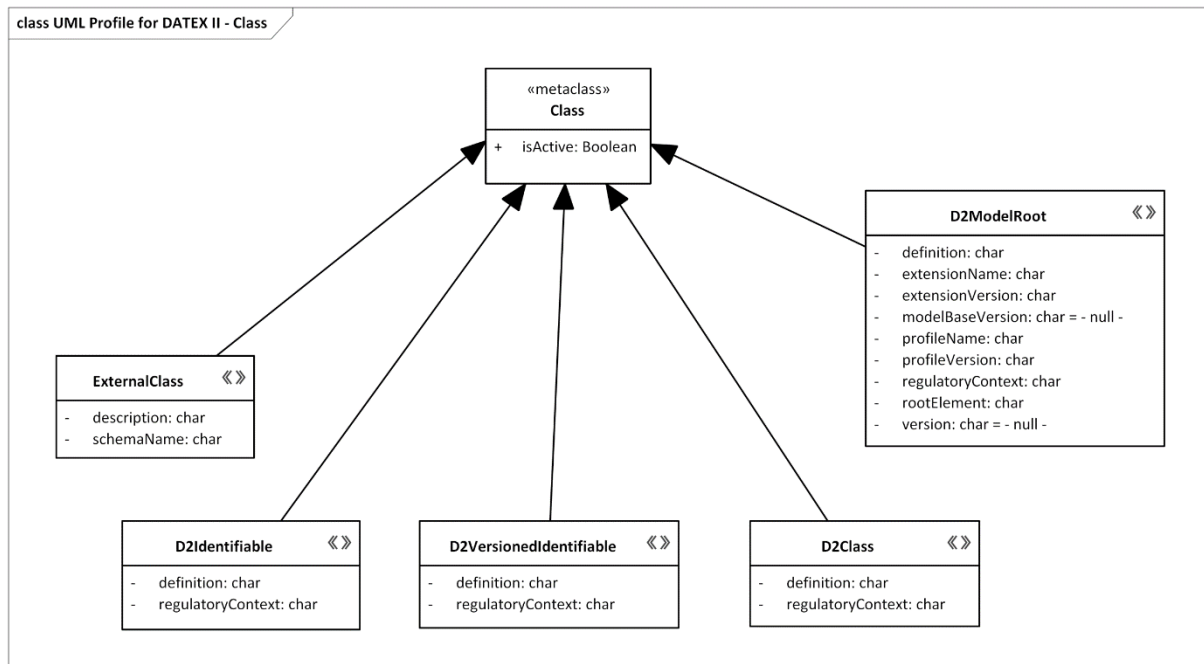 class UML Profile for DATEX II - Class
«metaclass»
Class
+ isActive: Boolean
D2ModelRoot «»
- definition: char
- extensionName: char
- extensionVersion: char
- modelBaseVersion: char = - null -
- profileName: char
- profileVersion: char
- regulatoryContext: char
- rootElement: char
- version: char = - null -
ExternalClass «»
- description: char
- schemaName: char
D2Identifiable «»
- definition: char
- regulatoryContext: char
D2VersionedIdentifiable «»
- definition: char
- regulatoryContext: char
D2Class «»
- definition: char
- regulatoryContext: char